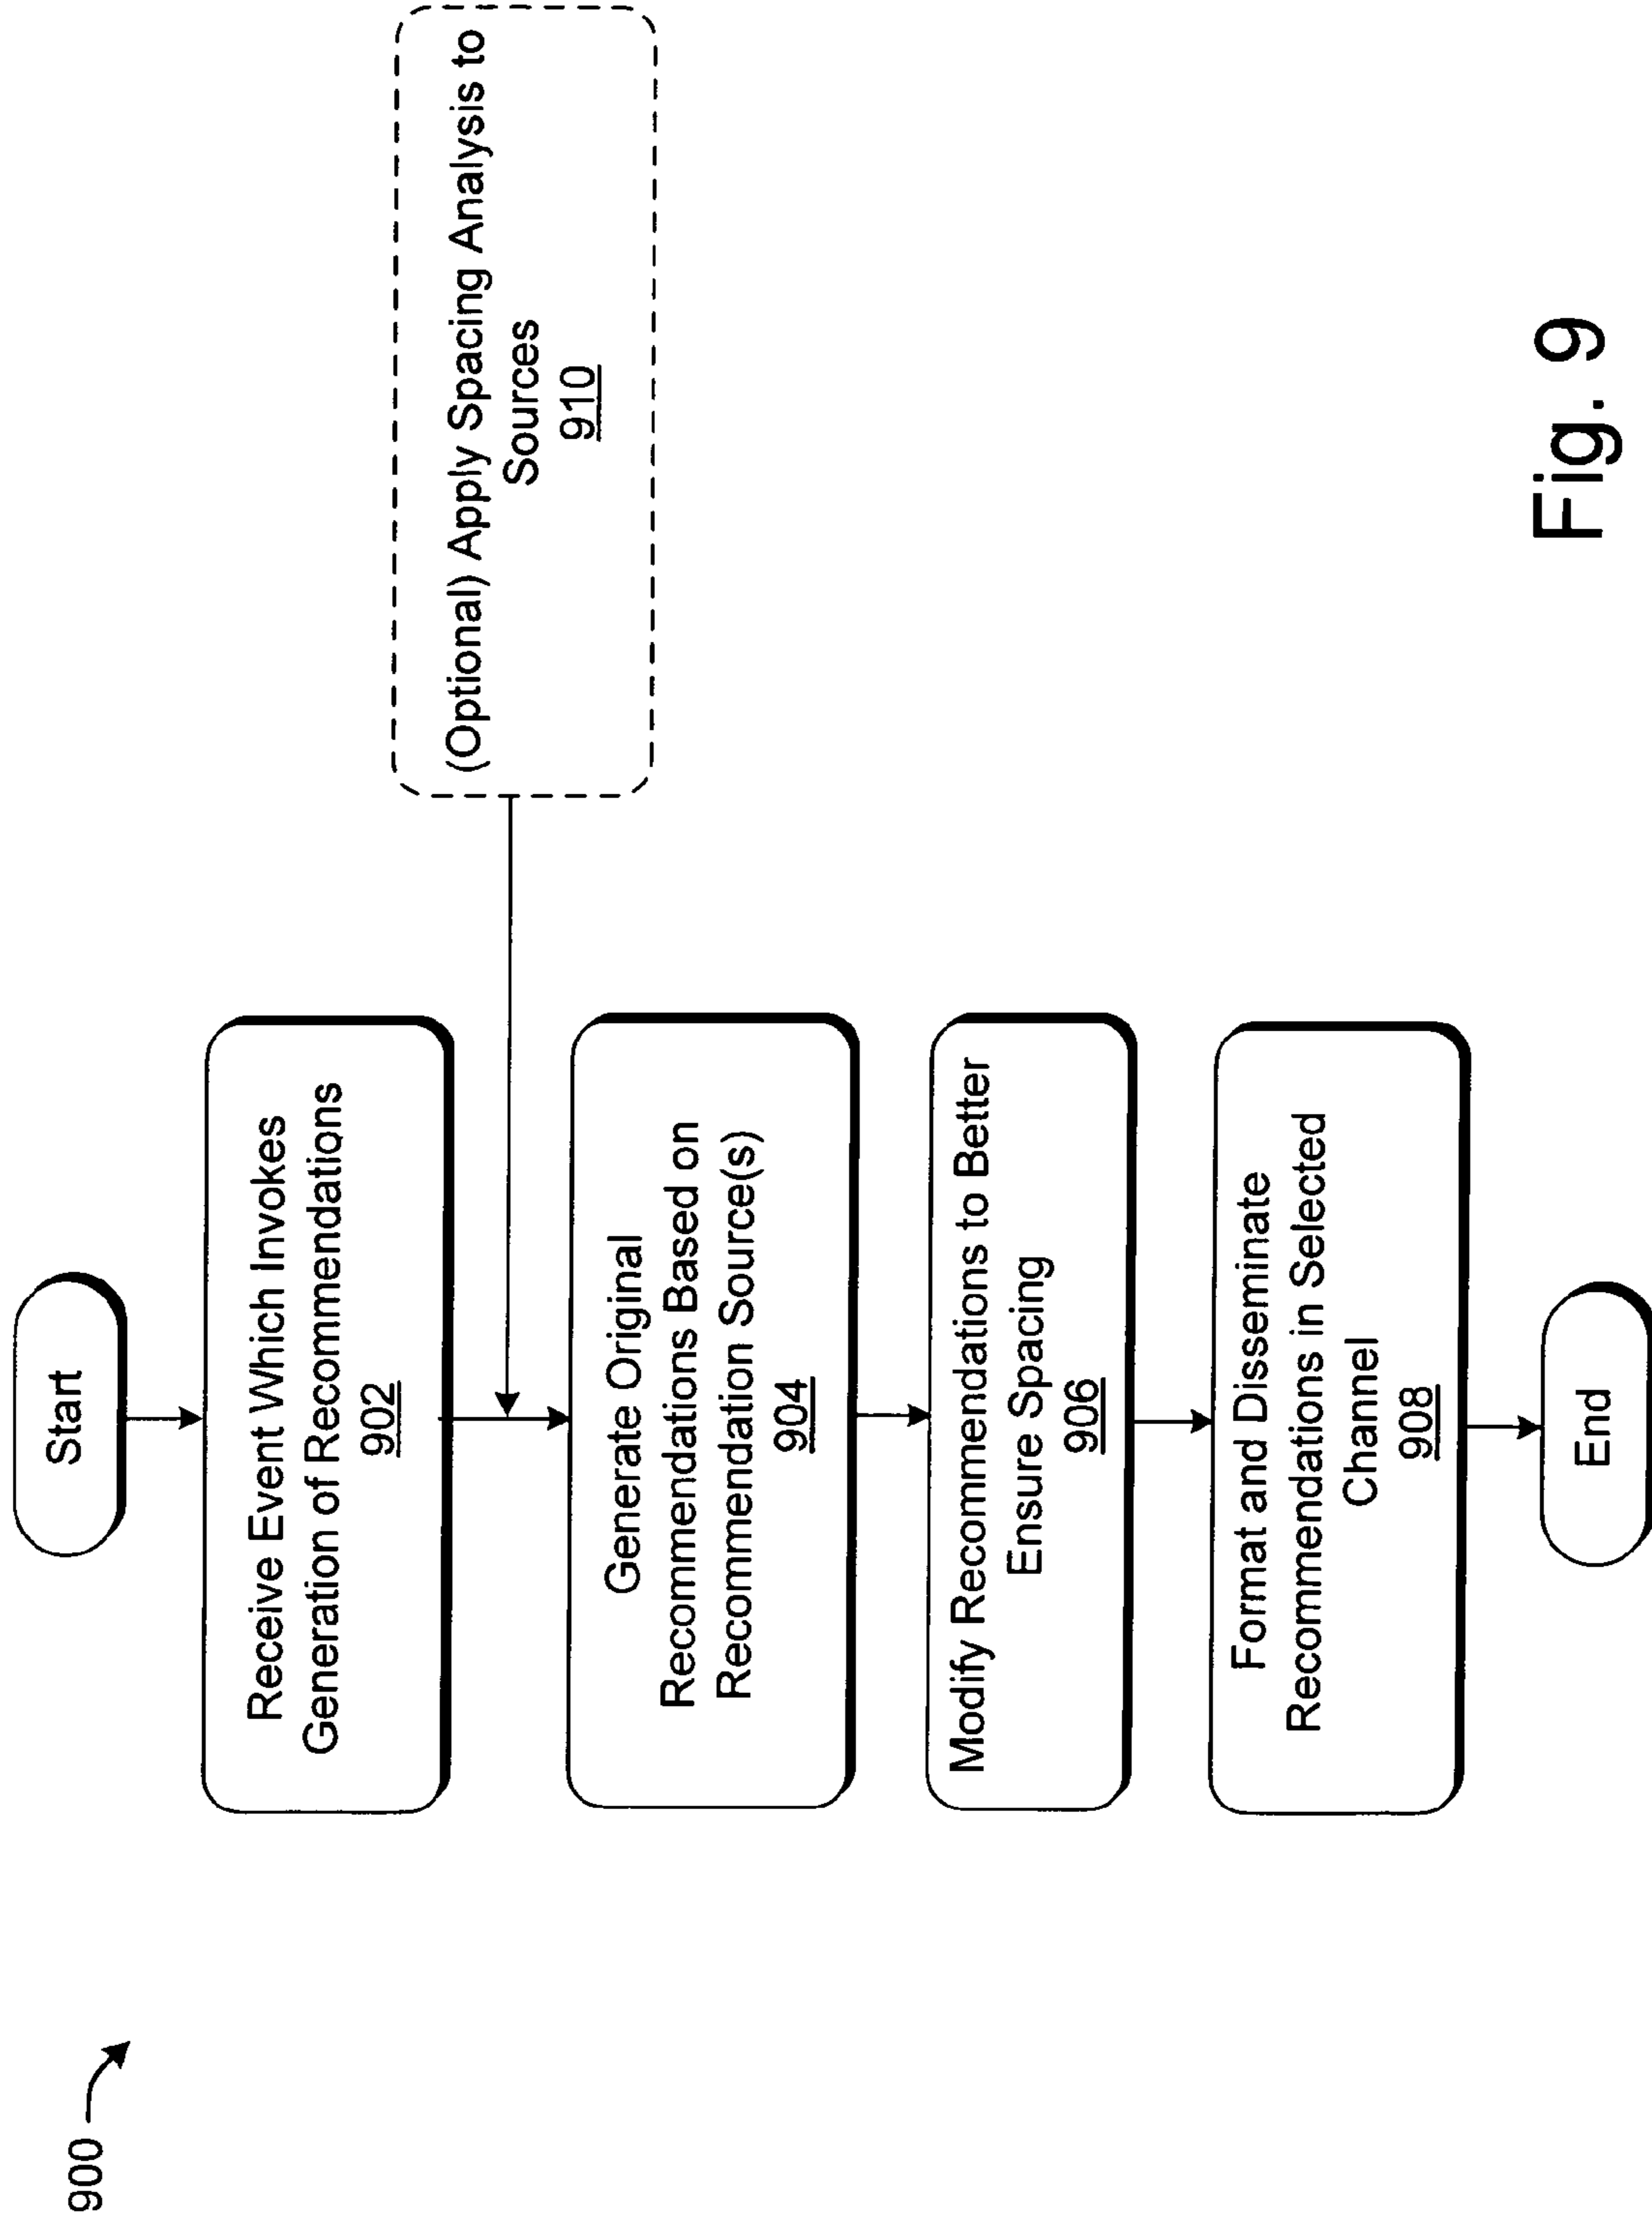 900
Start
Receive Event Which Invokes
Generation of Recommendations
902
(Optional) Apply Spacing Analysis to
Sources
910
Generate Original
Recommendations Based on
Recommendation Source(s)
904
Modify Recommendations to Better
Ensure Spacing
906
Format and Disseminate
Recommendations in Selected
Channel
908
End
Fig. 9